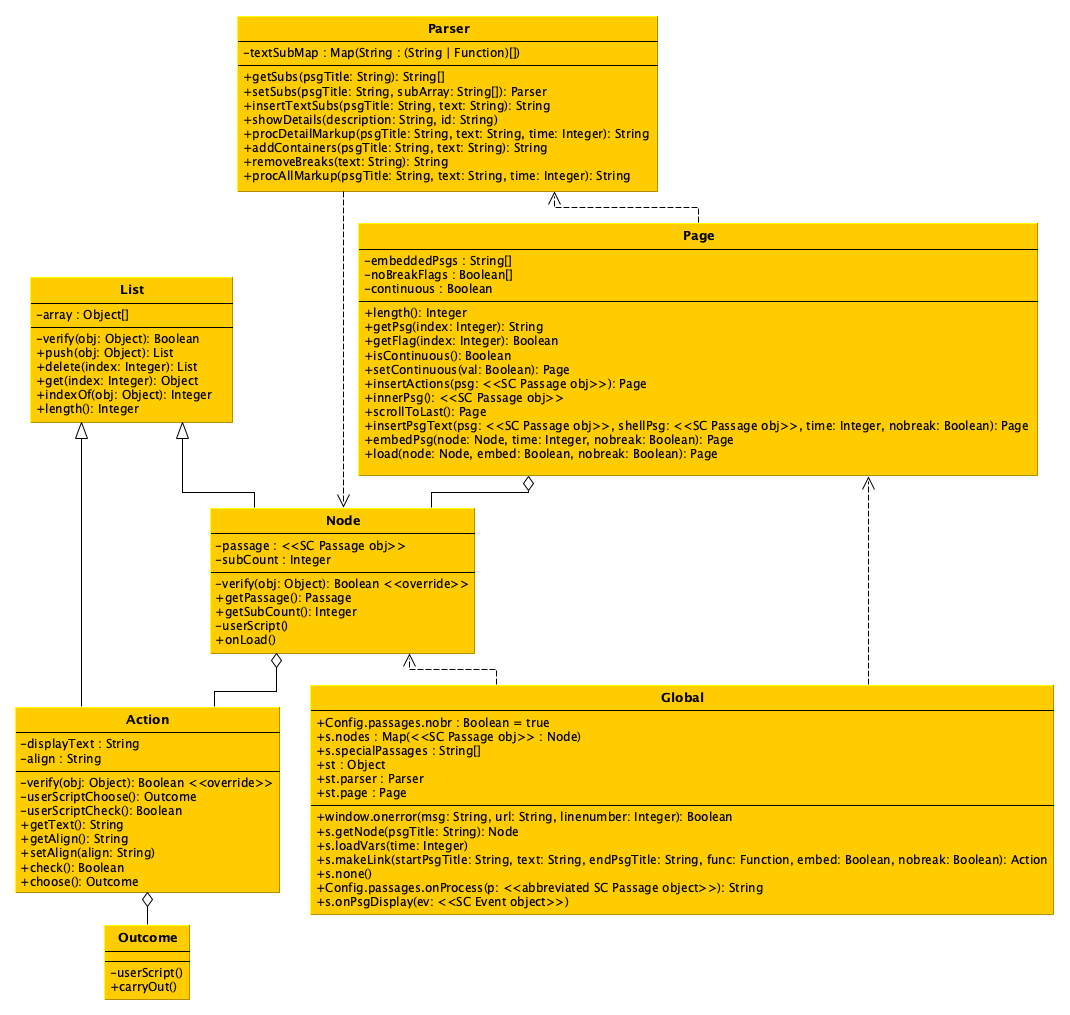 Parser
-textSubMap : Map(String : (String | Function)[])
+getSubs(psgTitle: String): String[]
+setSubs(psgTitle: String, subArray: String[]): Parser
+insertTextSubs(psgTitle: String, text: String): String
+showDetails(description: String, id: String)
+procDetailMarkup(psgTitle: String, text: String, time: Integer): String
+addContainers(psgTitle: String, text: String): String
+removeBreaks(text: String): String
+procAllMarkup(psgTitle: String, text: String, time: Integer): String
Page
-embeddedPsgs : String[]
-noBreakFlags : Boolean[]
-continuous : Boolean
+length(): Integer
+getPsg(index: Integer): String
+getFlag(index: Integer): Boolean
+isContinuous(): Boolean
+setContinuous(val: Boolean): Page
+insertActions(psg: <<SC Passage obj>>): Page
+innerPsg(): <<SC Passage obj>>
+scrollToLast(): Page
+insertPsgText(psg: <<SC Passage obj>>, shellPsg: <<SC Passage obj>>, time: Integer, nobreak: Boolean): Page
+embedPsg(node: Node, time: Integer, nobreak: Boolean): Page
+load(node: Node, embed: Boolean, nobreak: Boolean): Page
List
-array : Object[]
-verify(obj: Object): Boolean
+push(obj: Object): List
+delete(index: Integer): List
+get(index: Integer): Object
+indexOf(obj: Object): Integer
+length(): Integer
Node
-passage : <<SC Passage obj>>
-subCount : Integer
-verify(obj: Object): Boolean <<override>>
+getPassage(): Passage
+getSubCount(): Integer
-userScript()
+onLoad()
Action
-displayText : String
-align : String
-verify(obj: Object): Boolean <<override>>
-userScriptChoose(): Outcome
-userScriptCheck(): Boolean
+getText(): String
+getAlign(): String
+setAlign(align: String)
+check(): Boolean
+choose(): Outcome
Global
+Config.passages.nobr : Boolean = true
+s.nodes : Map(<<SC Passage obj>> : Node)
+s.specialPassages : String[]
+st : Object
+st.parser : Parser
+st.page : Page
+window.onerror(msg: String, url: String, linenumber: Integer): Boolean
+s.getNode(psgTitle: String): Node
+s.loadVars(time: Integer)
+s.makeLink(startPsgTitle: String, text: String, endPsgTitle: String, func: Function, embed: Boolean, nobreak: Boolean): Action
+s.none()
+Config.passages.onProcess(p: <<abbreviated SC Passage object>>): String
+s.onPsgDisplay(ev: <<SC Event object>>)
Outcome
-userScript()
+carryOut()